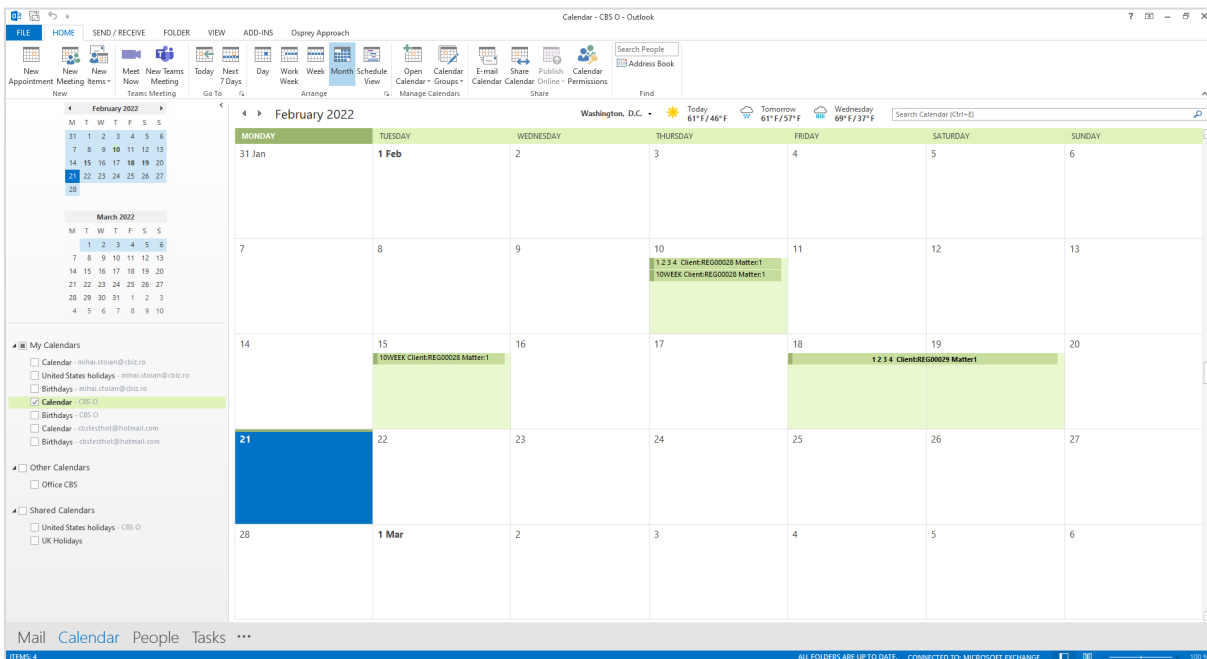 Calendar - CBS O - Outlook
FILE HOME SEND / RECEIVE FOLDER VIEW ADD-INS Osprey Approach
New Appointment
New Meeting
New Items
Meet Now
New Teams Meeting
Today
Next 7 Days
Day
Work Week
Week
Month
Schedule View
Open Calendar
Calendar Groups
E-mail Calendar
Share Calendar
Publish Online
Calendar Permissions
Search People
Address Book
New Teams Meeting Go To Arrange Manage Calendars Share Find
February 2022
M T W T F S S
31 1 2 3 4 5 6
7 8 9 10 11 12 13
14 15 16 17 18 19 20
21 22 23 24 25 26 27
28
March 2022
M T W T F S S
1 2 3 4 5 6
7 8 9 10 11 12 13
14 15 16 17 18 19 20
21 22 23 24 25 26 27
28 29 30 31 1 2 3
4 5 6 7 8 9 10
My Calendars
Calendar - mihai.stoian@cbiz.ro
United States holidays - mihai.stoian@cbiz.ro
Birthdays - mihai.stoian@cbiz.ro
Calendar - CBS O
Birthdays - CBS O
Calendar - cbstesthot@hotmail.com
Birthdays - cbstesthot@hotmail.com
Other Calendars
Office CBS
Shared Calendars
United States holidays - CBS O
UK Holidays
February 2022
Washington, D.C.
Today 61°F/46°F
Tomorrow 61°F/57°F
Wednesday 69°F/37°F
Search Calendar (Ctrl+E)
MONDAY TUESDAY WEDNESDAY THURSDAY FRIDAY SATURDAY SUNDAY
31 Jan 1 Feb 2 3 4 5 6
7 8 9 10 11 12 13
1 2 3 4 Client:REG00028 Matter:1
10WEEK Client:REG00028 Matter:1
14 15 16 17 18 19 20
10WEEK Client:REG00028 Matter:1
1 2 3 4 Client:REG00029 Matter1
21 22 23 24 25 26 27
28 1 Mar 2 3 4 5 6
Mail Calendar People Tasks
ITEMS: 4
ALL FOLDERS ARE UP TO DATE. CONNECTED TO: MICROSOFT EXCHANGE